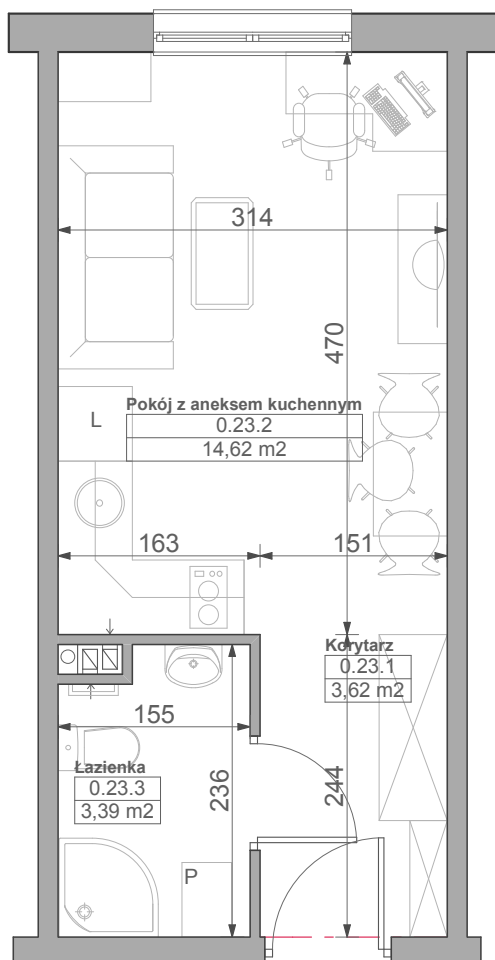 314
470
Pokój z aneksem kuchennym
0.23.2
14,62 m2
L
163
151
Korytarz
0.23.1
3,62 m2
155
Łazienka
0.23.3
3,39 m2
236
244
P